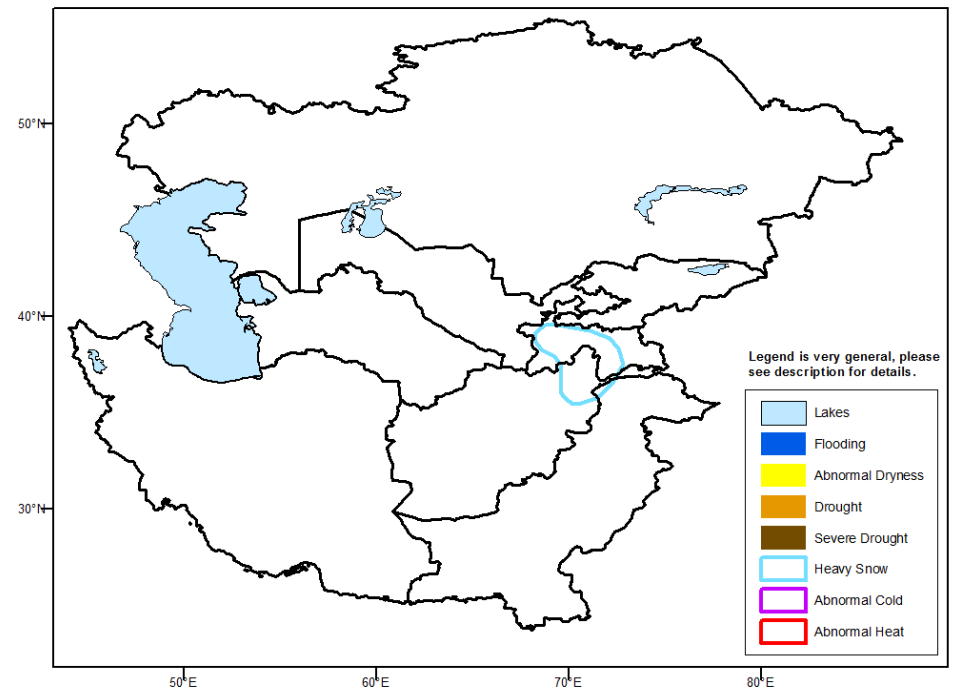 50°N
40°N
30°N
50°E
60°E
70°E
80°E
Legend is very general, please
see description for details.
Lakes
Flooding
Abnormal Dryness
Drought
Severe Drought
Heavy Snow
Abnormal Cold
Abnormal Heat